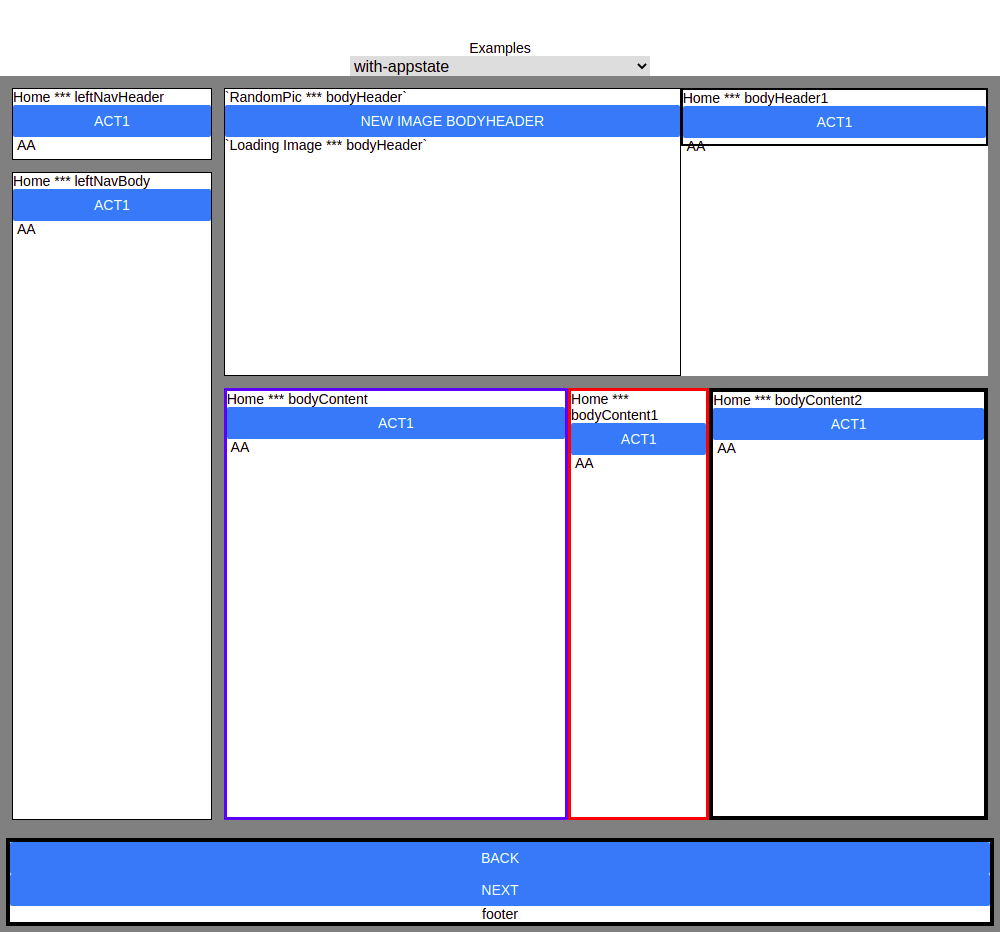 Examples
with-appstate
Home *** leftNavHeader
ACT1
AA
Home *** leftNavBody
ACT1
AA
`RandomPic *** bodyHeader`
NEW IMAGE BODYHEADER
`Loading Image *** bodyHeader`
Home *** bodyHeader1
ACT1
AA
Home *** bodyContent
ACT1
AA
Home ***
bodyContent1
ACT1
AA
Home *** bodyContent2
ACT1
AA
BACK
NEXT
footer